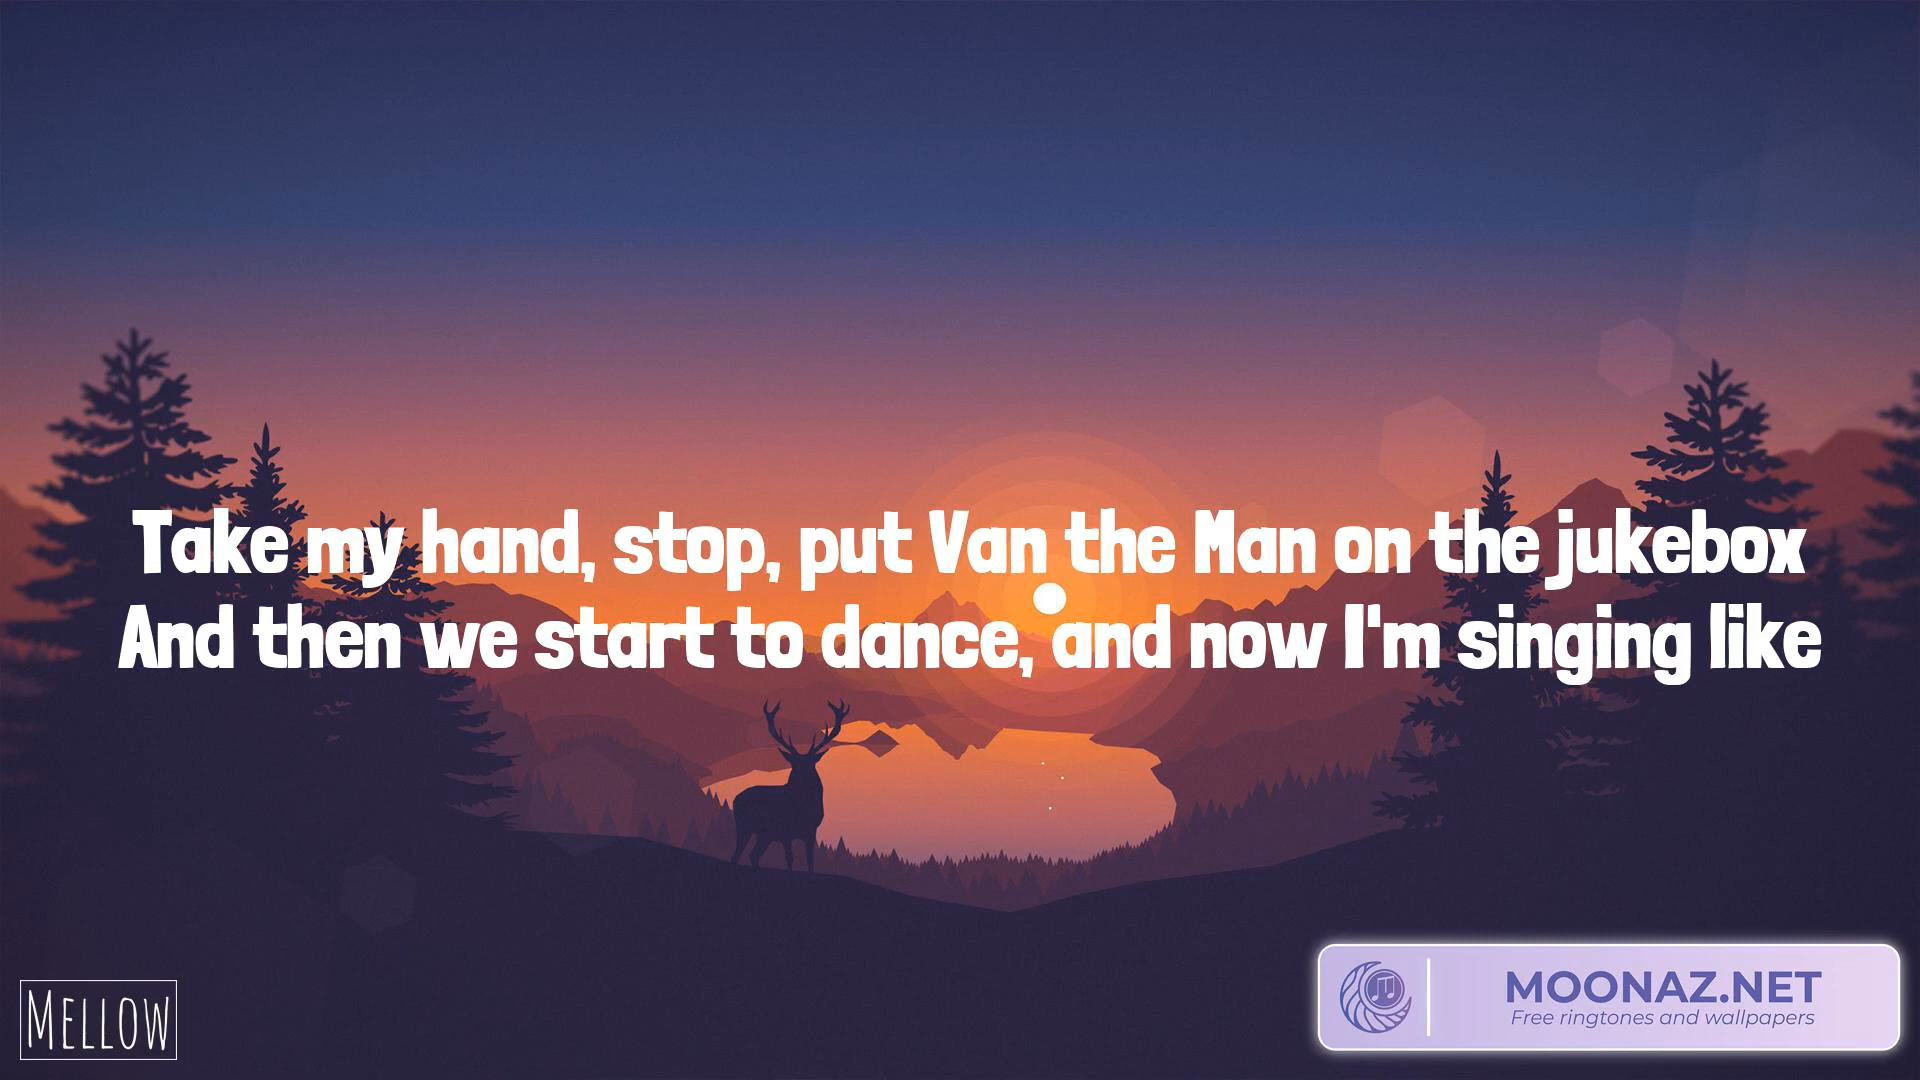 Take my hand, stop, put Van the Man on the jukebox
And then we start to dance, and now I'm singing like
MELLOW
MOONAZ.NET
Free ringtones and wallpapers